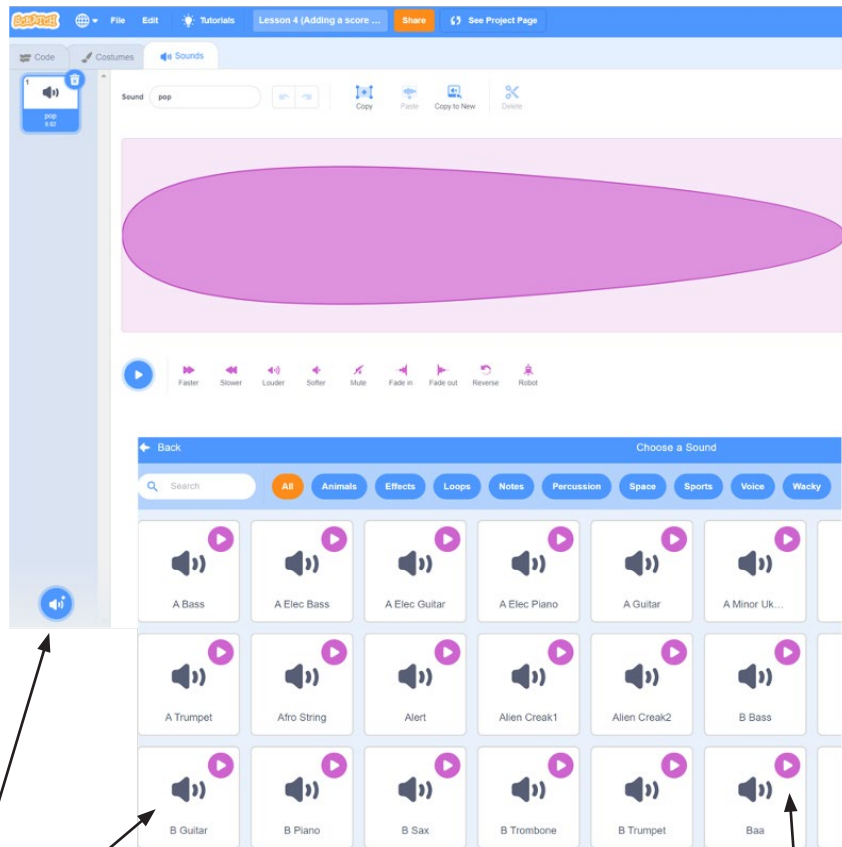 SCRATCH File Edit Tutorials Lesson 4 (Adding a score ... Share See Project Page
Code Costumes Sounds
1
pop
Sound pop Copy Paste Copy to New Delete
Faster Slower Louder Softer Mute Fade in Fade out Reverse Robot
Back Choose a Sound
Search All Animals Effects Loops Notes Percussion Space Sports Voice Wacky
A Bass A Elec Bass A Elec Guitar A Elec Piano A Guitar A Minor Uk...
A Trumpet Afro String Alert Alien Creak1 Alien Creak2 B Bass
B Guitar B Piano B Sax B Trombone B Trumpet Baa